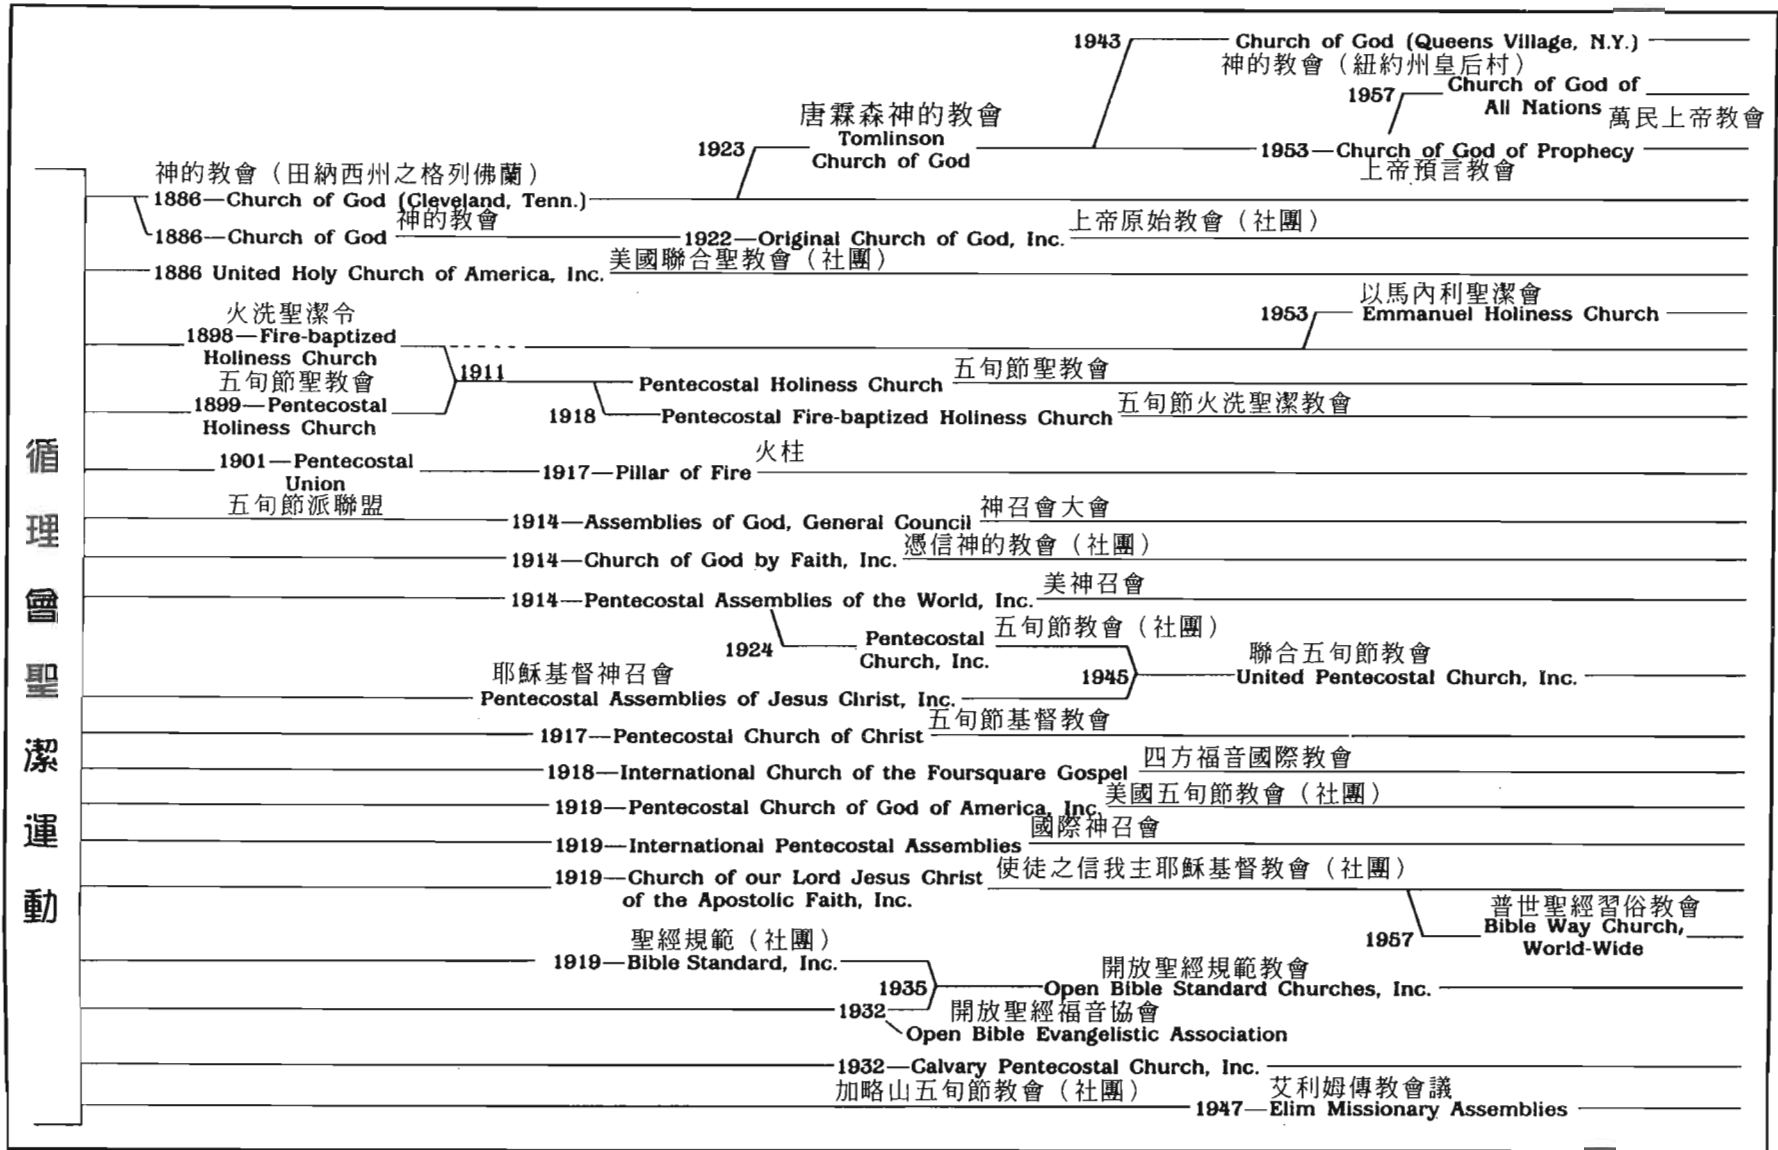 循理會聖潔運動
1943
Church of God (Queens Village, N.Y.)
神的教會（紐約州皇后村）
1957
Church of God of
All Nations
萬民上帝教會
唐霖森神的教會
1923
Tomlinson
Church of God
1953—Church of God of Prophecy
上帝預言教會
神的教會（田納西州之格列佛蘭）
1886—Church of God (Cleveland, Tenn.)
神的教會
1886—Church of God
1922—Original Church of God, Inc.
上帝原始教會（社團）
1886 United Holy Church of America, Inc.
美國聯合聖教會（社團）
以馬內利聖潔會
1953
Emmanuel Holiness Church
火洗聖潔令
1898—Fire-baptized
Holiness Church
五旬節聖教會
1899—Pentecostal
Holiness Church
1911
Pentecostal Holiness Church
五旬節聖教會
1918
Pentecostal Fire-baptized Holiness Church
五旬節火洗聖潔教會
1901—Pentecostal
Union
五旬節派聯盟
1917—Pillar of Fire
火柱
1914—Assemblies of God, General Council
神召會大會
1914—Church of God by Faith, Inc.
憑信神的教會（社團）
1914—Pentecostal Assemblies of the World, Inc.
美神召會
1924
Pentecostal
Church, Inc.
五旬節教會（社團）
耶穌基督神召會
Pentecostal Assemblies of Jesus Christ, Inc.
1945
聯合五旬節教會
United Pentecostal Church, Inc.
1917—Pentecostal Church of Christ
五旬節基督教會
1918—International Church of the Foursquare Gospel
四方福音國際教會
1919—Pentecostal Church of God of America, Inc.
美國五旬節教會（社團）
1919—International Pentecostal Assemblies
國際神召會
1919—Church of our Lord Jesus Christ
of the Apostolic Faith, Inc.
使徒之信我主耶穌基督教會（社團）
1957
普世聖經習俗教會
Bible Way Church,
World-Wide
聖經規範（社團）
1919—Bible Standard, Inc.
1935
開放聖經規範教會
Open Bible Standard Churches, Inc.
1932
開放聖經福音協會
Open Bible Evangelistic Association
1932—Calvary Pentecostal Church, Inc.
加略山五旬節教會（社團）
艾利姆傳教會議
1947—Elim Missionary Assemblies